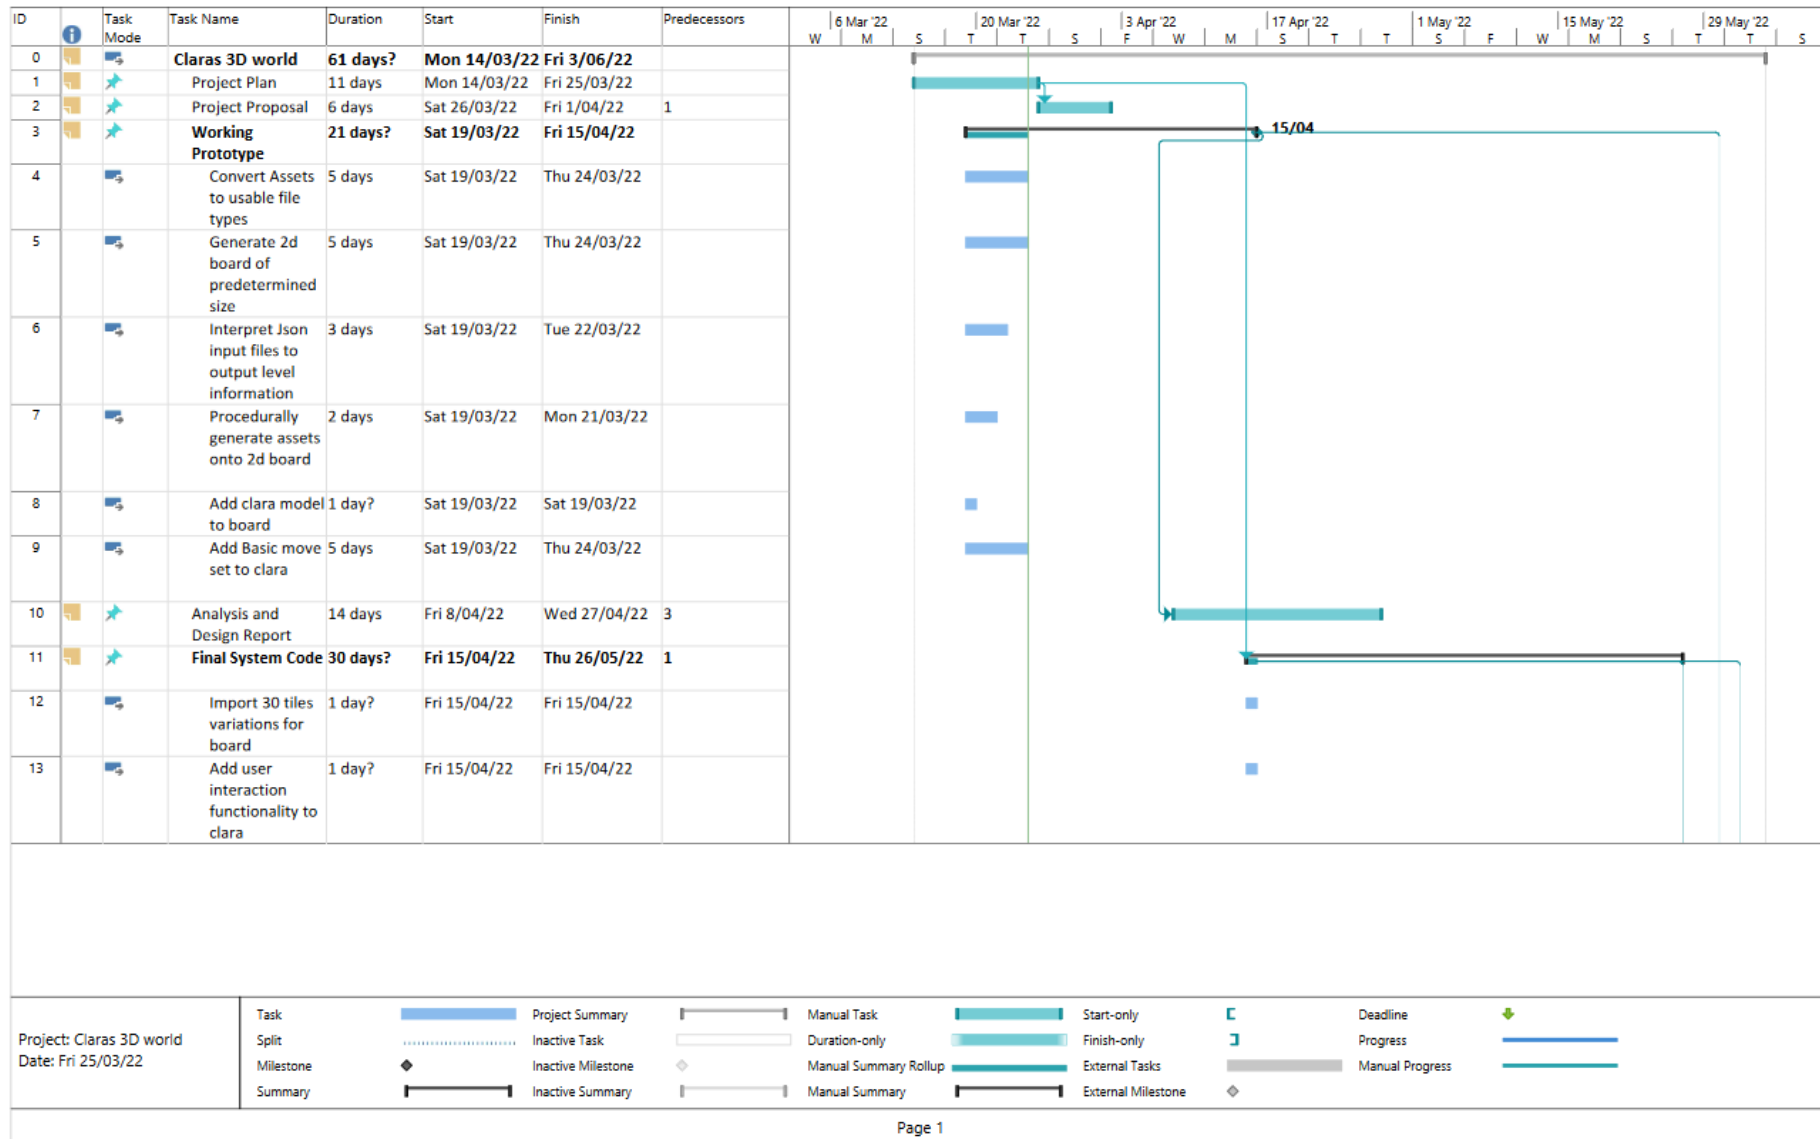 ID Task Mode Task Name Duration Start Finish Predecessors
6 Mar '22 20 Mar '22 3 Apr '22 17 Apr '22 1 May '22 15 May '22 29 May '22
W M S T T S F W M S T T S F W M S T T S
0 Claras 3D world 61 days? Mon 14/03/22 Fri 3/06/22
1 Project Plan 11 days Mon 14/03/22 Fri 25/03/22
2 Project Proposal 6 days Sat 26/03/22 Fri 1/04/22 1
3 Working 21 days? Sat 19/03/22 Fri 15/04/22
Prototype
15/04
4 Convert Assets 5 days Sat 19/03/22 Thu 24/03/22
to usable file
types
5 Generate 2d 5 days Sat 19/03/22 Thu 24/03/22
board of
predetermined
size
6 Interpret Json 3 days Sat 19/03/22 Tue 22/03/22
input files to
output level
information
7 Procedurally 2 days Sat 19/03/22 Mon 21/03/22
generate assets
onto 2d board
8 Add clara model 1 day? Sat 19/03/22 Sat 19/03/22
to board
9 Add Basic move 5 days Sat 19/03/22 Thu 24/03/22
set to clara
10 Analysis and 14 days Fri 8/04/22 Wed 27/04/22 3
Design Report
11 Final System Code 30 days? Fri 15/04/22 Thu 26/05/22 1
12 Import 30 tiles 1 day? Fri 15/04/22 Fri 15/04/22
variations for
board
13 Add user 1 day? Fri 15/04/22 Fri 15/04/22
interaction
functionality to
clara
Project: Claras 3D world
Date: Fri 25/03/22
Task Project Summary Manual Task Start-only Deadline
Split Inactive Task Duration-only Finish-only Progress
Milestone Inactive Milestone Manual Summary Rollup External Tasks Manual Progress
Summary Inactive Summary Manual Summary External Milestone
Page 1